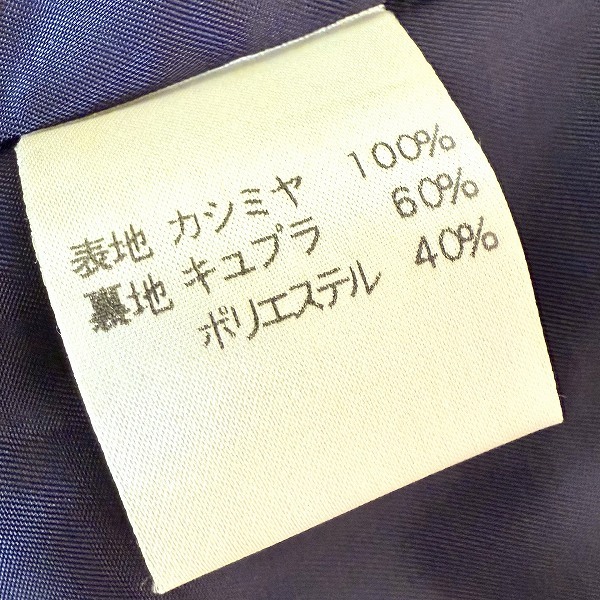 表地 カシミヤ 100%
裏地 キュプラ 60%
ポリエステル 40%